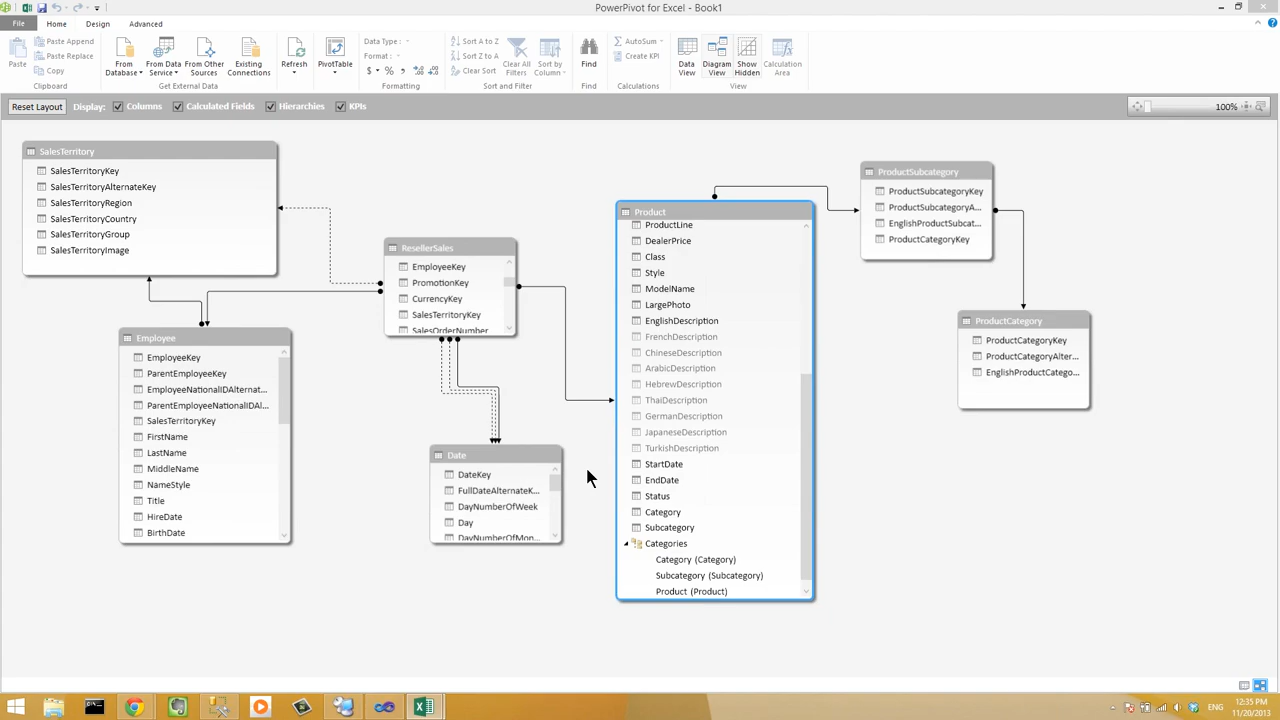 PowerPivot for Excel - Book1
File Home Design Advanced
Paste
Paste Append
Paste Replace
Copy
Clipboard
From Database
From Data Service
From Other Sources
Existing Connections
Get External Data
Refresh
PivotTable
Data Type :
Format :
$ % , .00 .0
Formatting
Sort A to Z
Sort Z to A
Clear Sort
Clear All Filters
Sort by Column
Sort and Filter
Find
Find
AutoSum
Create KPI
Calculations
Data View
Diagram View
Show Hidden
Calculation Area
View
Reset Layout Display: Columns Calculated Fields Hierarchies KPIs 100%
SalesTerritory
SalesTerritoryKey
SalesTerritoryAlternateKey
SalesTerritoryRegion
SalesTerritoryCountry
SalesTerritoryGroup
SalesTerritoryImage
ResellerSales
EmployeeKey
PromotionKey
CurrencyKey
SalesTerritoryKey
SalesOrderNumber
Employee
EmployeeKey
ParentEmployeeKey
EmployeeNationalIDAlternat...
ParentEmployeeNationalIDAl...
SalesTerritoryKey
FirstName
LastName
MiddleName
NameStyle
Title
HireDate
BirthDate
Date
DateKey
FullDateAlternateK...
DayNumberOfWeek
Day
DayNumberOfMon...
Product
ProductLine
DealerPrice
Class
Style
ModelName
LargePhoto
EnglishDescription
FrenchDescription
ChineseDescription
ArabicDescription
HebrewDescription
ThaiDescription
GermanDescription
JapaneseDescription
TurkishDescription
StartDate
EndDate
Status
Category
Subcategory
Categories
Category (Category)
Subcategory (Subcategory)
Product (Product)
ProductSubcategory
ProductSubcategoryKey
ProductSubcategoryA...
EnglishProductSubcat...
ProductCategoryKey
ProductCategory
ProductCategoryKey
ProductCategoryAlter...
EnglishProductCatego...
ENG
12:35 PM
11/20/2013